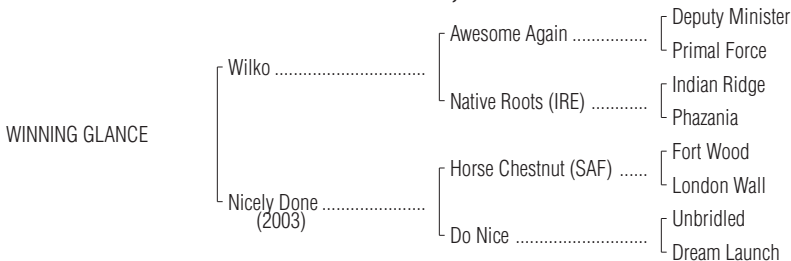 Deputy Minister
Awesome Again ................
Primal Force
Wilko ................................
Indian Ridge
Native Roots (IRE) ............
Phazania
WINNING GLANCE
Fort Wood
Horse Chestnut (SAF) ......
London Wall
Nicely Done ......................
(2003)
Unbridled
Do Nice ............................
Dream Launch